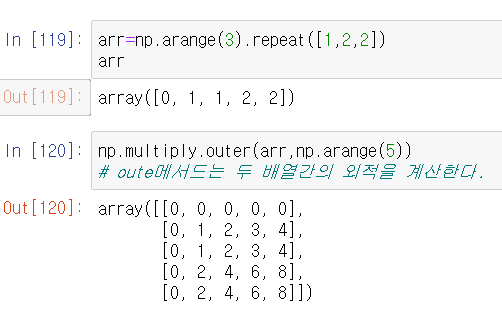 In [119]: arr=np.arange(3).repeat([1,2,2])
arr
Out[119]: array([0, 1, 1, 2, 2])
In [120]: np.multiply.outer(arr,np.arange(5))
# oute메서드는 두 배열간의 외적을 계산한다.
Out[120]: array([[0, 0, 0, 0, 0],
[0, 1, 2, 3, 4],
[0, 1, 2, 3, 4],
[0, 2, 4, 6, 8],
[0, 2, 4, 6, 8]])